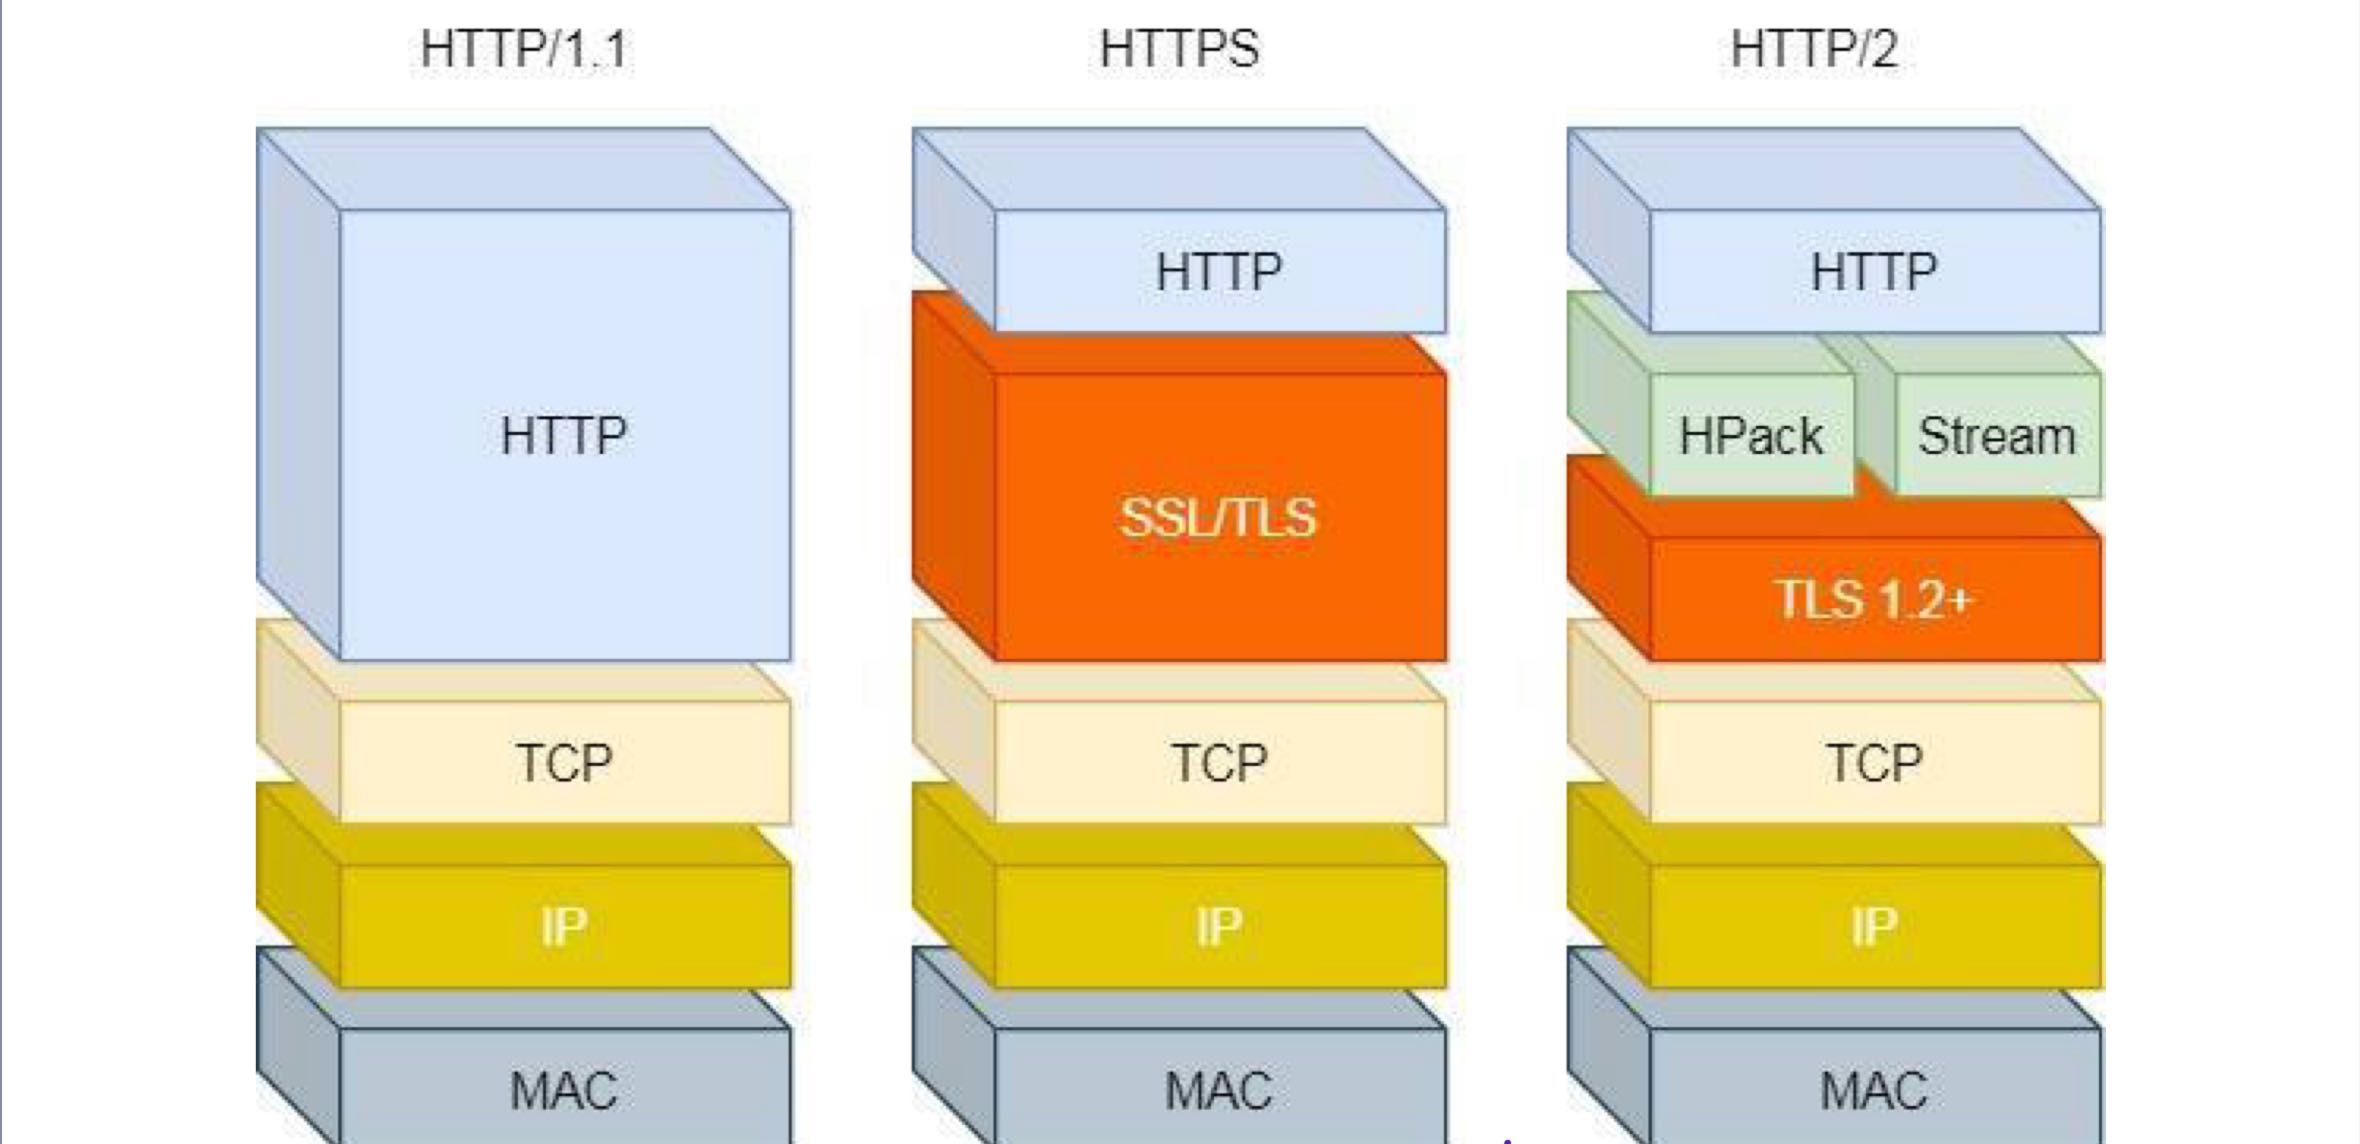 HTTP/1.1
HTTP
TCP
IP
MAC
HTTPS
HTTP
SSL/TLS
TCP
IP
MAC
HTTP/2
HTTP
HPack Stream
TLS 1.2+
TCP
IP
MAC